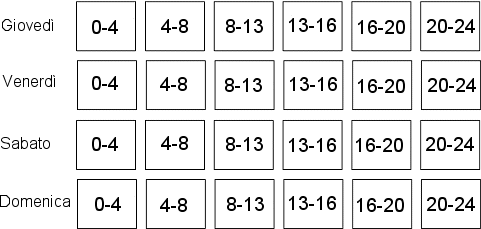 Giovedì 0-4 4-8 8-13 13-16 16-20 20-24
Venerdì 0-4 4-8 8-13 13-16 16-20 20-24
Sabato 0-4 4-8 8-13 13-16 16-20 20-24
Domenica 0-4 4-8 8-13 13-16 16-20 20-24